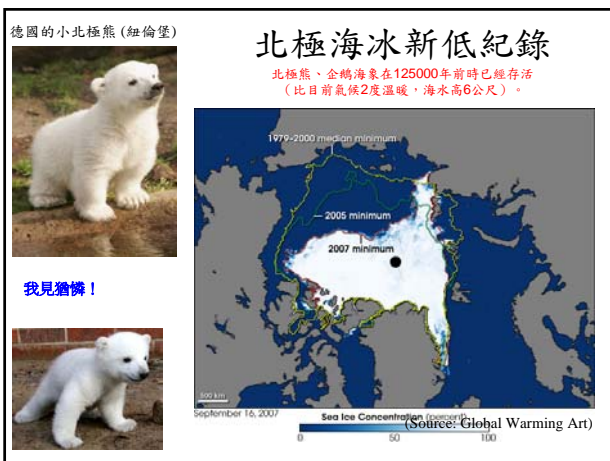 德國的小北極熊 (紐倫堡)
北極海冰新低紀錄
北極熊、企鵝海象在125000年前時已經存活
（比目前氣候2度溫暖，海水高6公尺）。
1979-2000 median minimum
2005 minimum
2007 minimum
我見猶憐！
500 km
September 16, 2007
Sea Ice Concentration (percent)
(Source: Global Warming Art)
0 50 100